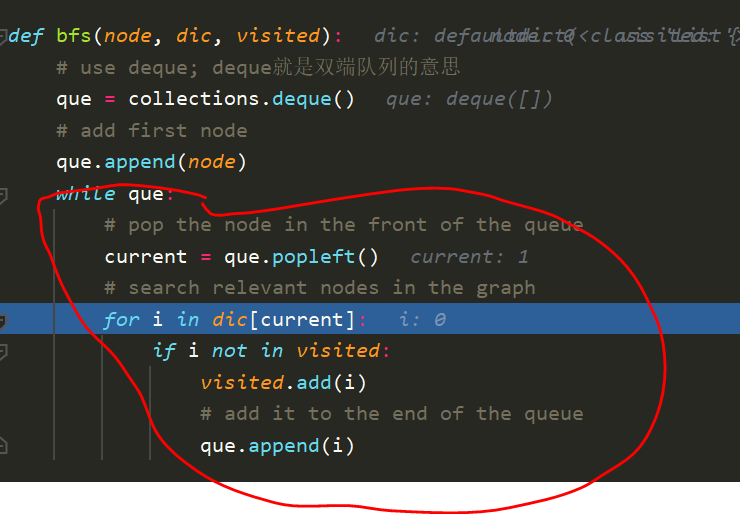 def bfs(node, dic, visited):   dic: defaultdict(<class 'list'>
    # use deque; deque就是双端队列的意思
    que = collections.deque()   que: deque([])
    # add first node
    que.append(node)
    while que:
        # pop the node in the front of the queue
        current = que.popleft()   current: 1
        # search relevant nodes in the graph
        for i in dic[current]:   i: 0
            if i not in visited:
                visited.add(i)
                # add it to the end of the queue
                que.append(i)